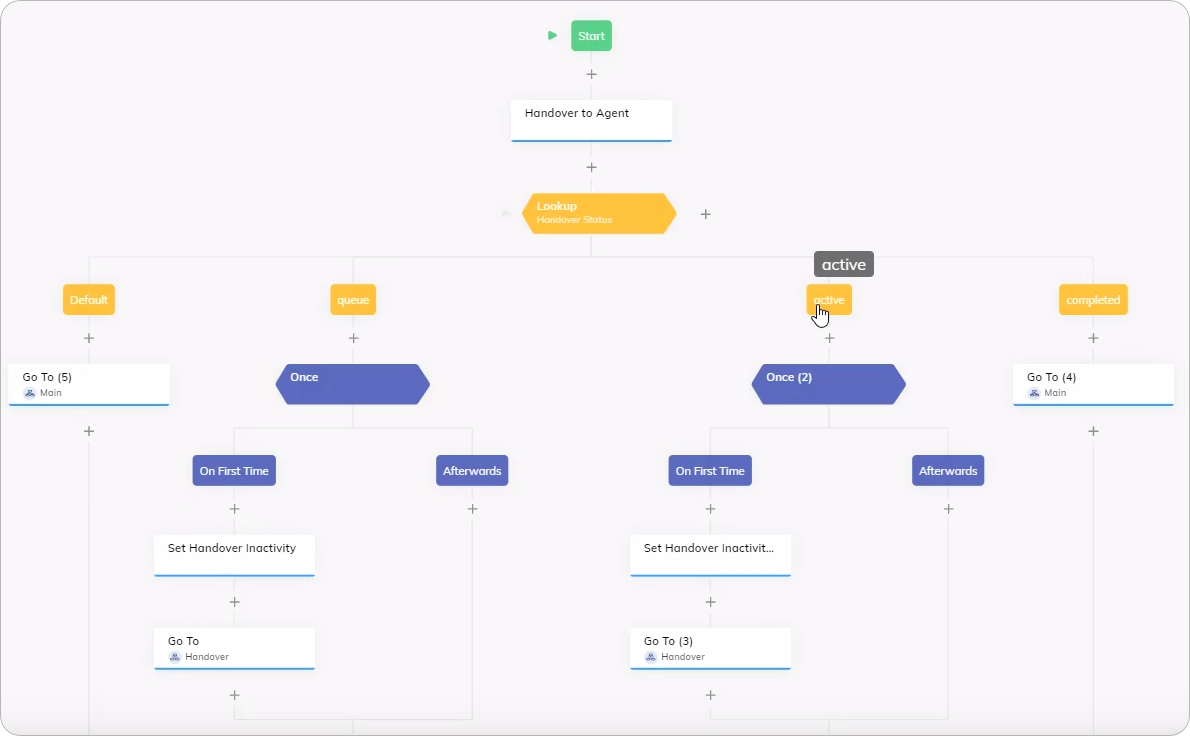 Start
Handover to Agent
Lookup
Handover Status
active
Default
queue
active
completed
Go To (5)
Main
Once
Once (2)
Go To (4)
Main
On First Time
Afterwards
On First Time
Afterwards
Set Handover Inactivity
Set Handover Inactivit...
Go To
Handover
Go To (3)
Handover